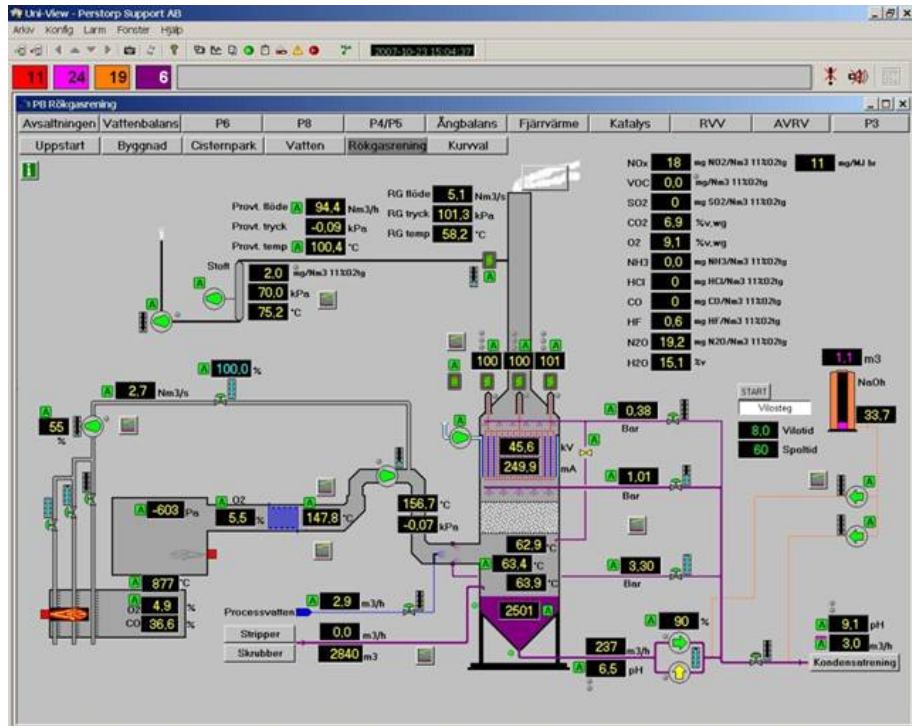 Uni-View - Perstorp Support AB
Arkiv Konfig Larm Fonster Hjälp
2007-10-23 15:04:37
11 24 19 6
P8 Rökgasrening
Avsaltningen Vattenbalans P6 P8 P4/P5 Ångbalans Fjärrvärme Katalys RVV AVRV P3
Uppstart Byggnad Cisternpark Vatten Rökgasrening Kurvval
NOx 18 mg NO2/Nm3 11%O2tg 11 mg/MJ br
VOC 0,0 mg/Nm3 11%O2tg
SO2 0 mg SO2/Nm3 11%O2tg
CO2 6,9 %v,wg
O2 9,1 %v,wg
NH3 0,0 mg NH3/Nm3 11%O2tg
HCl 0 mg HCl/Nm3 11%O2tg
CO 0 mg CO/Nm3 11%O2tg
HF 0,6 mg HF/Nm3 11%O2tg
N2O 19,2 mg N2O/Nm3 11%O2tg
H2O 15,1 %v
RG flöde 5,1 Nm3/s
RG tryck 101,3 kPa
RG temp 58,2 °C
Provt. flöde A 94,4 Nm3/h
Provt. tryck -0,09 kPa
Provt. temp A 100,4 °C
Stoft
2,0 mg/Nm3 11%O2tg
70,0 kPa
75,2 °C
A 100,0 %
A 2,7 Nm3/s
A
55
%
100 100 101
1,1 m3
NaOh
33,7
START
Vilosteg
8,0 Vilotid
60 Spoltid
A 0,38
Bar
45,6 kV
249,9 mA
A 1,01
Bar
A -603 Pa
A O2
5,5 %
A
147,8 °C
156,7 °C
-0,07 kPa
62,9 °C
A 63,4 °C
63,9 °C
A 3,30
Bar
A 877 °C
O2 4,9 %
CO 36,6 %
Processvatten A 2,9 m3/h
2501 A
Stripper 0,0 m3/h
Skrubber 2840 m3
A 90 %
237 m3/h
A 6,5 pH
A 9,1 pH
A 3,0 m3/h
Kondensatrening